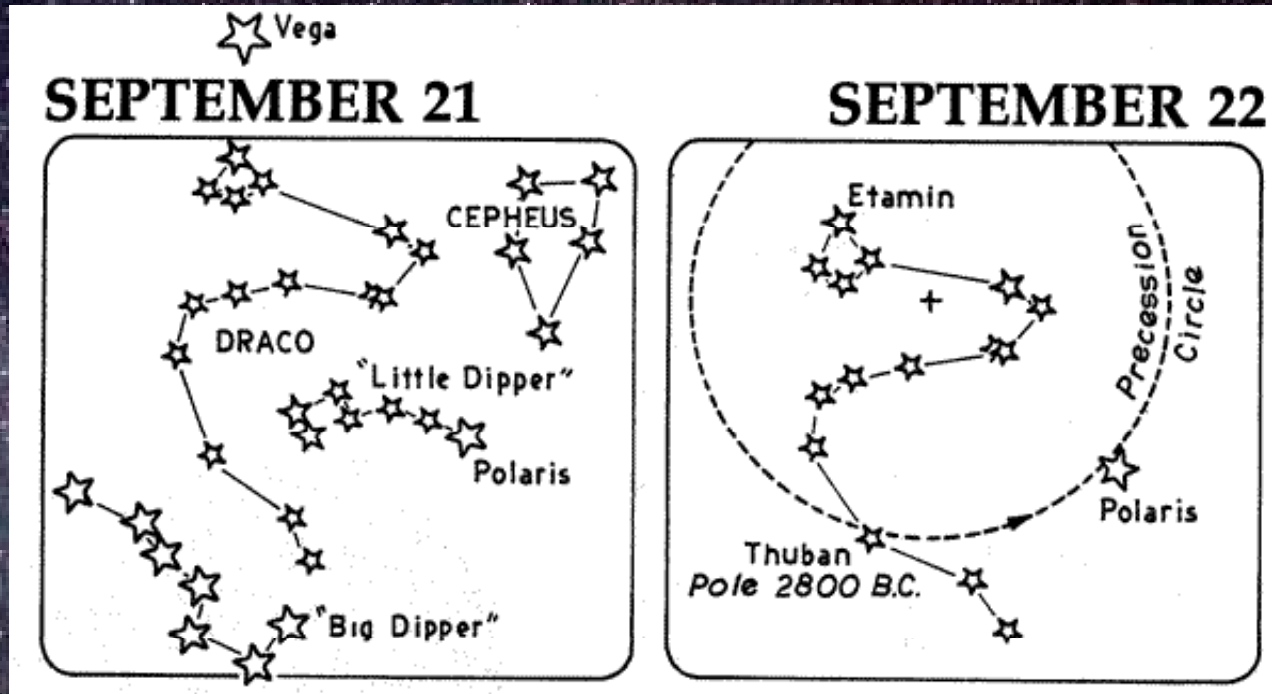 Vega
SEPTEMBER 21
CEPHEUS
DRACO
"Little Dipper"
Polaris
"Big Dipper"
SEPTEMBER 22
Etamin
Precession
Circle
Polaris
Thuban
Pole 2800 B.C.